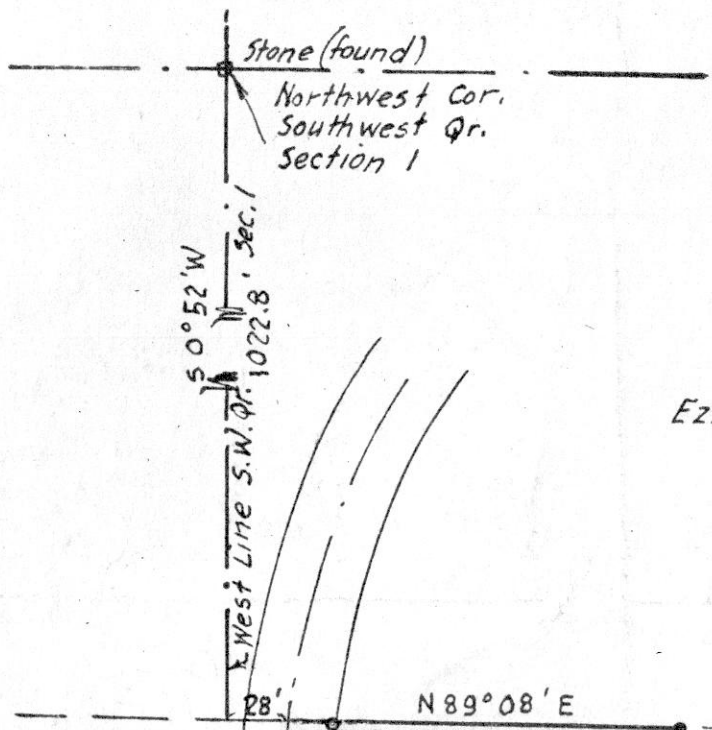 Stone (found)
Northwest Cor.
Southwest Qr.
Section 1
S 0°52'W
1022.8'
West Line S.W. Qr. Sec. 1
Ez.
28'
N 89°08'E